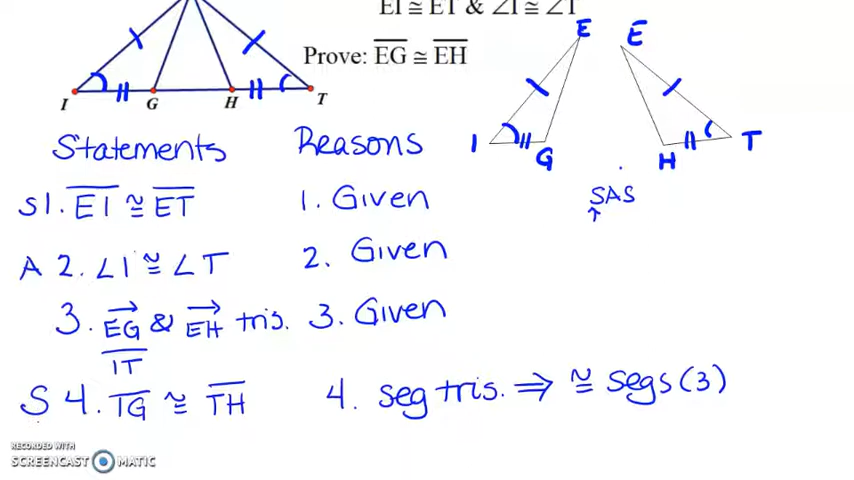 EI ≅ ET & ∠I ≅ ∠T
Prove: EG ≅ EH
I G H T
E E
I G H T
SAS
↑
Statements Reasons
S 1. EI ≅ ET 1. Given
A 2. ∠I ≅ ∠T 2. Given
3. EG & EH tris. 3. Given
IT
S 4. TG ≅ TH 4. seg tris. ⇒ ≅ segs (3)
RECORDED WITH
SCREENCAST MATIC